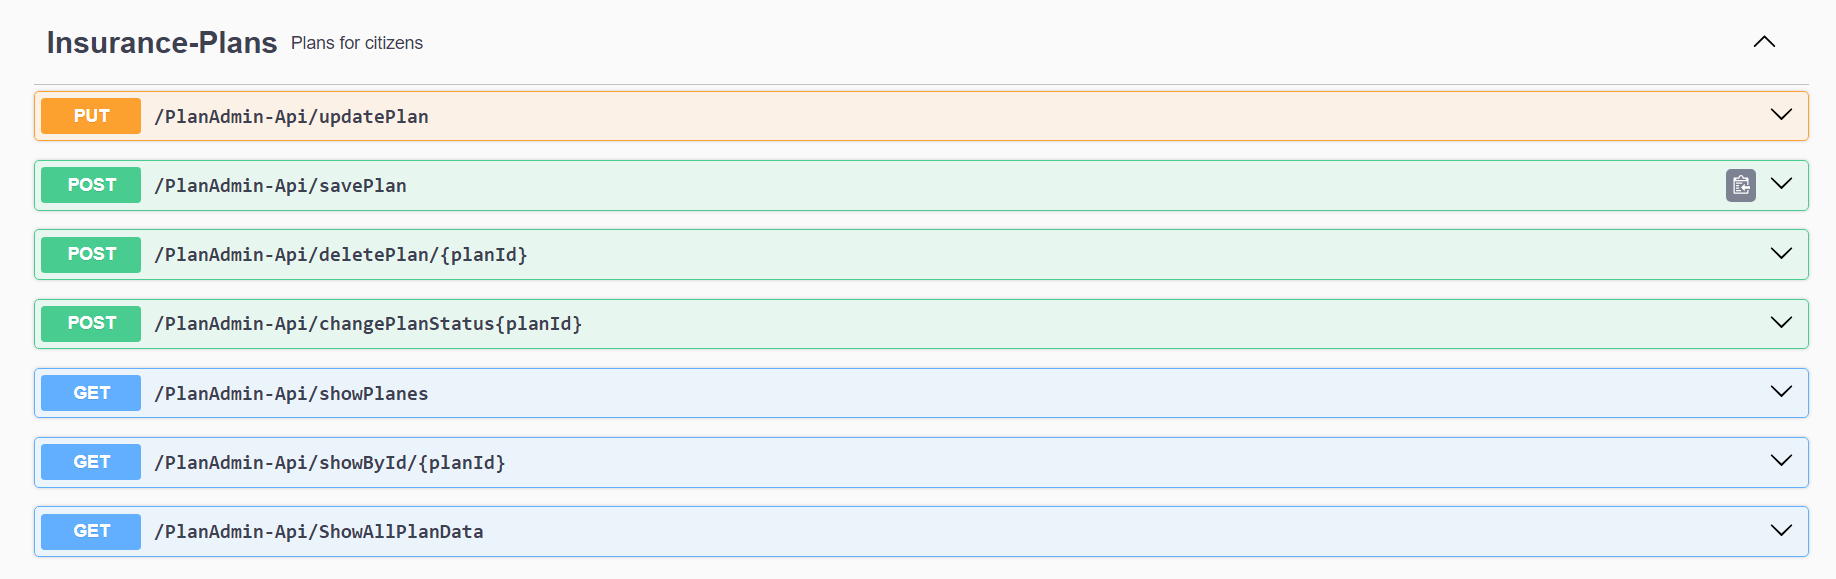 Insurance-Plans Plans for citizens
PUT /PlanAdmin-Api/updatePlan
POST /PlanAdmin-Api/savePlan
POST /PlanAdmin-Api/deletePlan/{planId}
POST /PlanAdmin-Api/changePlanStatus{planId}
GET /PlanAdmin-Api/showPlanes
GET /PlanAdmin-Api/showById/{planId}
GET /PlanAdmin-Api/ShowAllPlanData